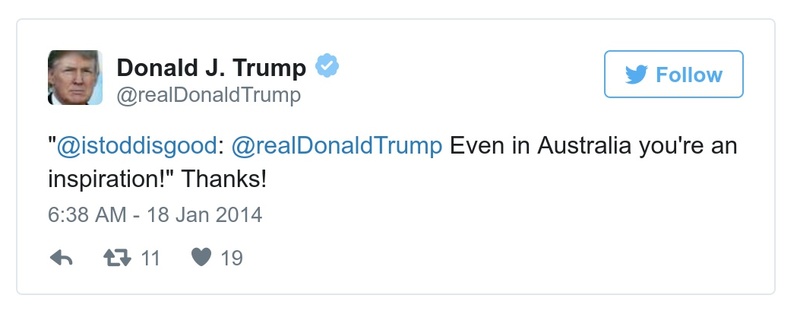 Donald J. Trump
Follow
@realDonaldTrump
"@istoddisgood: @realDonaldTrump Even in Australia you're an
inspiration!" Thanks!
6:38 AM - 18 Jan 2014
11 19